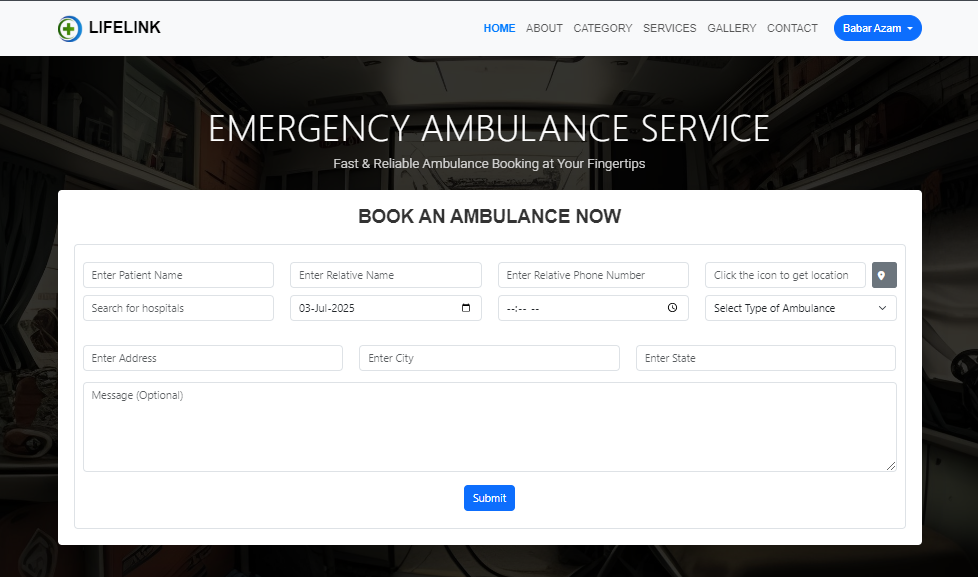 LIFELINK
HOME ABOUT CATEGORY SERVICES GALLERY CONTACT Babar Azam
EMERGENCY AMBULANCE SERVICE
Fast & Reliable Ambulance Booking at Your Fingertips
BOOK AN AMBULANCE NOW
Enter Patient Name Enter Relative Name Enter Relative Phone Number Click the icon to get location
Search for hospitals 03-Jul-2025 --:-- -- Select Type of Ambulance
Enter Address Enter City Enter State
Message (Optional)
Submit